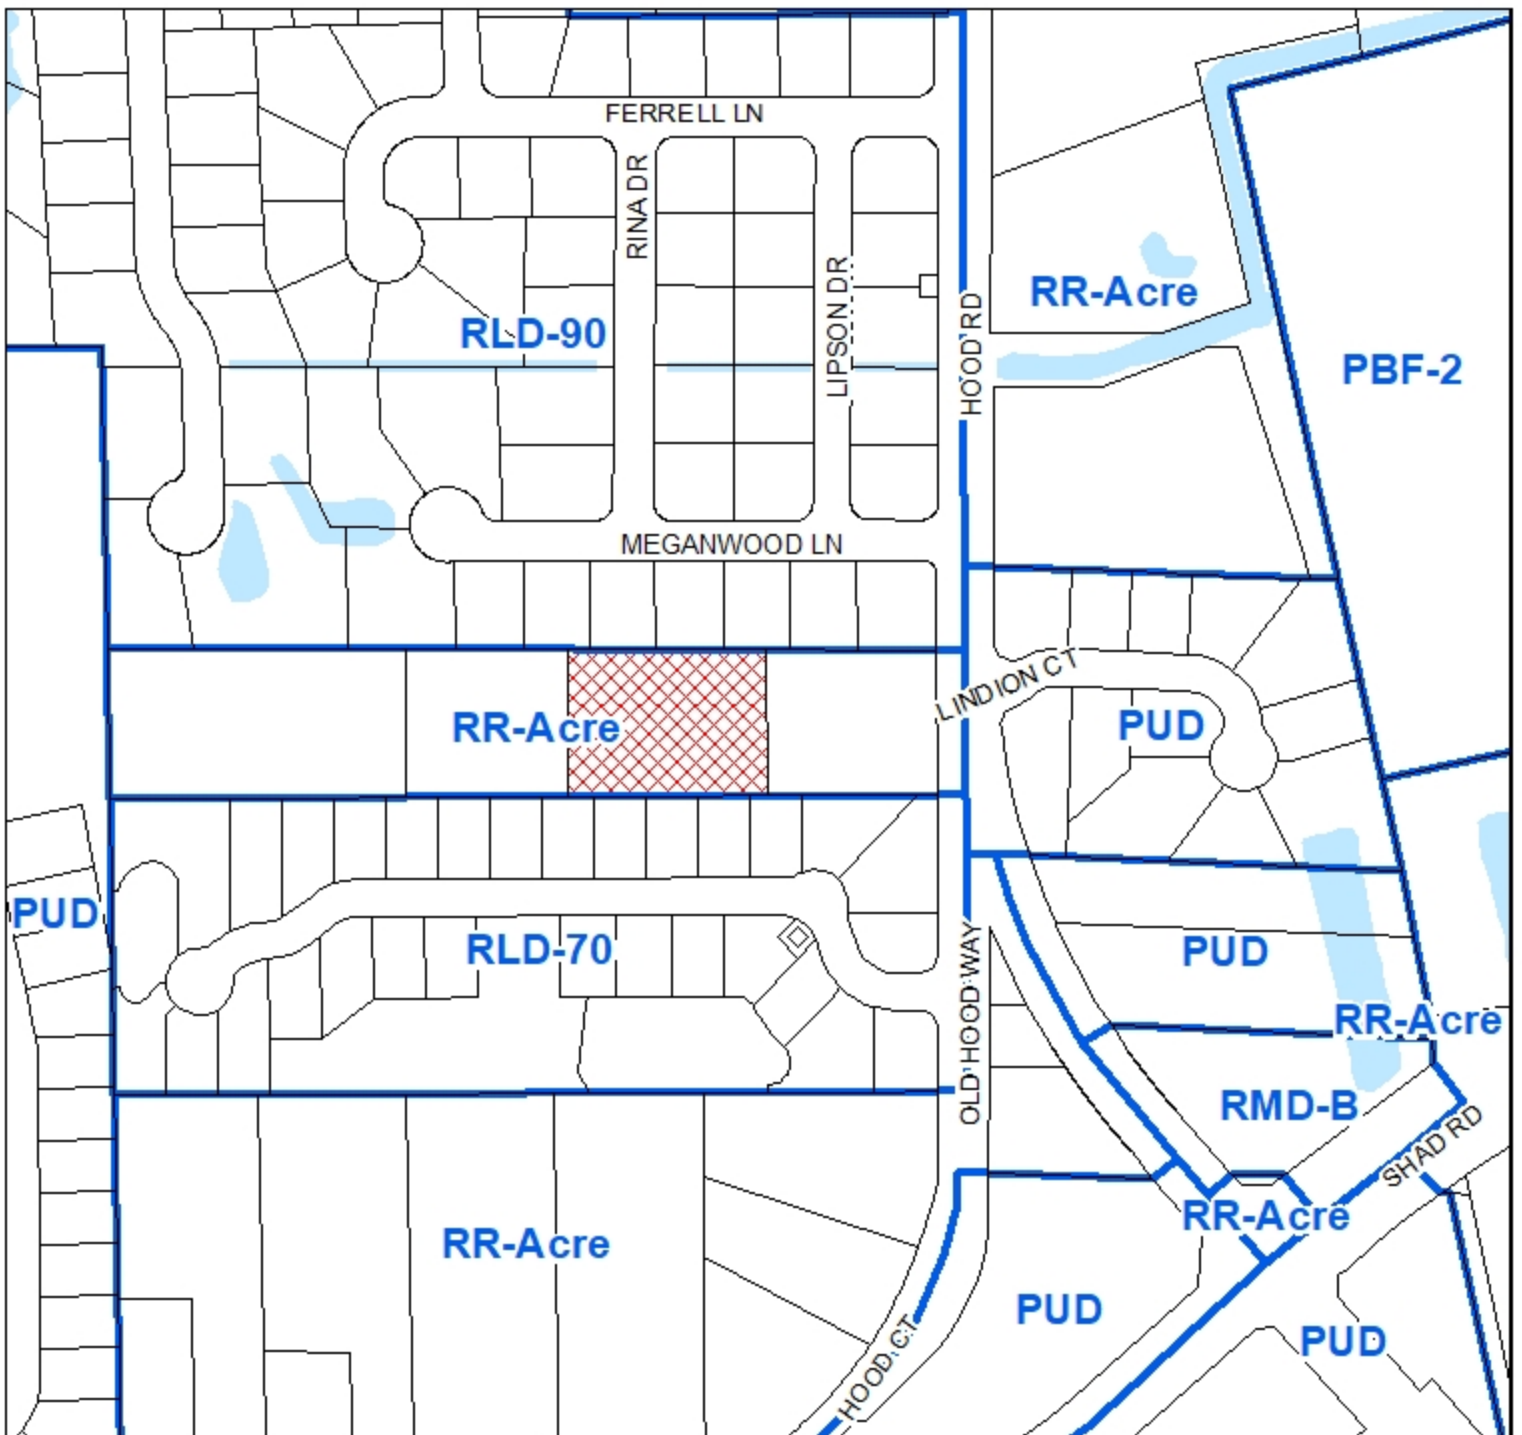 FERRELL LN
RINA DR
LIPSON DR
HOOD RD
RR-Acre
RLD-90
PBF-2
MEGANWOOD LN
LINDION CT
RR-Acre
PUD
PUD
RLD-70
PUD
OLD HOOD WAY
RR-Acre
RMD-B
SHAD RD
RR-Acre
RR-Acre
PUD
PUD
HOOD CT